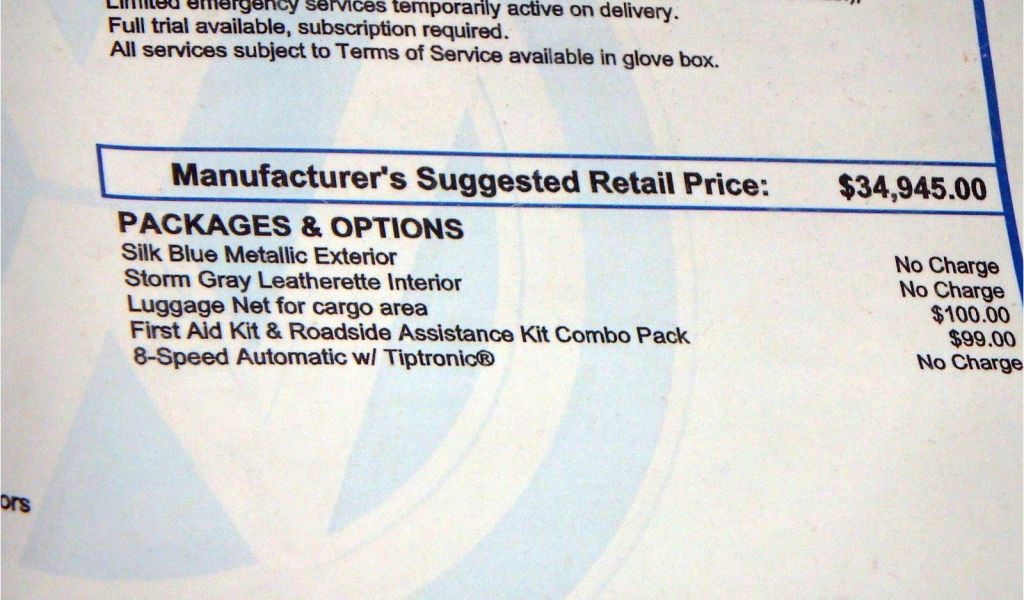 Limited emergency services temporarily active on delivery.
Full trial available, subscription required.
All services subject to Terms of Service available in glove box.
Manufacturer's Suggested Retail Price: $34,945.00
PACKAGES & OPTIONS
Silk Blue Metallic Exterior No Charge
Storm Gray Leatherette Interior No Charge
Luggage Net for cargo area $100.00
First Aid Kit & Roadside Assistance Kit Combo Pack $99.00
8-Speed Automatic w/ Tiptronic® No Charge
ors